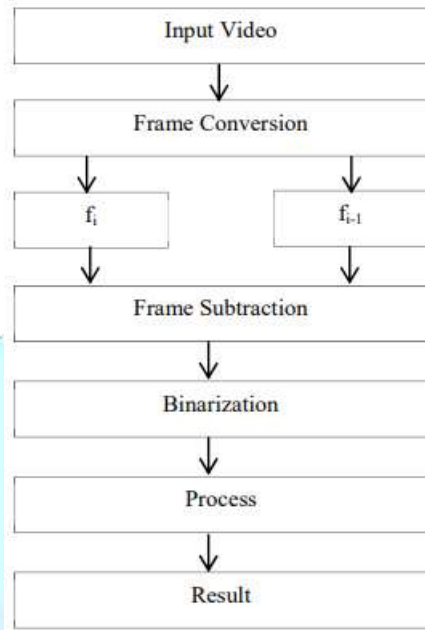 Input Video
Frame Conversion
fᵢ
fᵢ₋₁
Frame Subtraction
Binarization
Process
Result